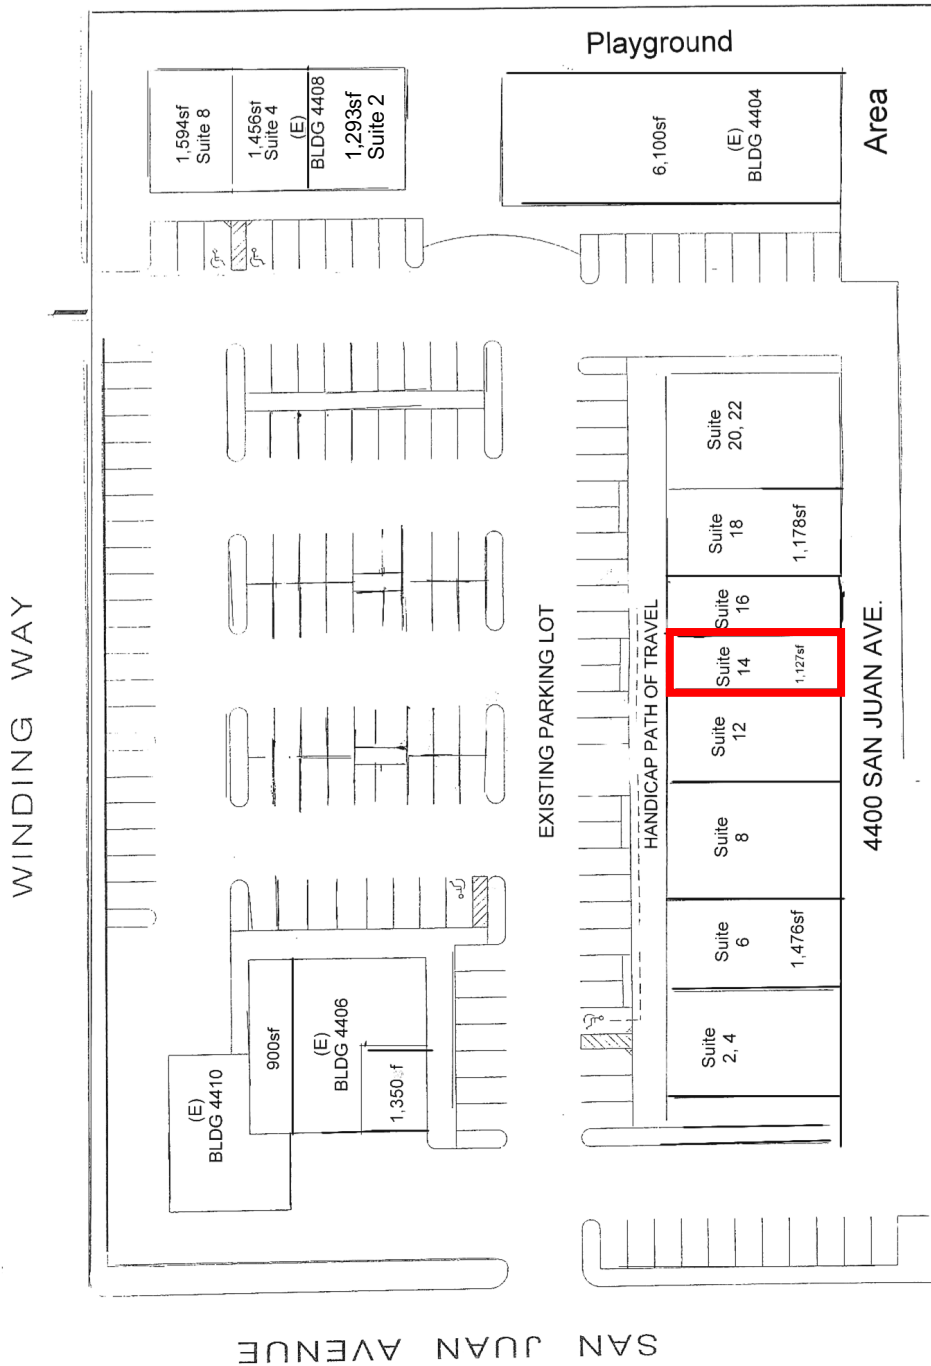 Playground
Area
1,594sf
Suite 8
1,456sf
Suite 4
(E)
BLDG 4408
1,293sf
Suite 2
6,100sf
(E)
BLDG 4404
WINDING WAY
EXISTING PARKING LOT
HANDICAP PATH OF TRAVEL
Suite
20, 22
Suite
18
1,178sf
Suite
16
Suite
14
1,127sf
Suite
12
Suite
8
Suite
6
1,476sf
Suite
2, 4
4400 SAN JUAN AVE.
900sf
(E)
BLDG 4406
1,350sf
(E)
BLDG 4410
SAN JUAN AVENUE